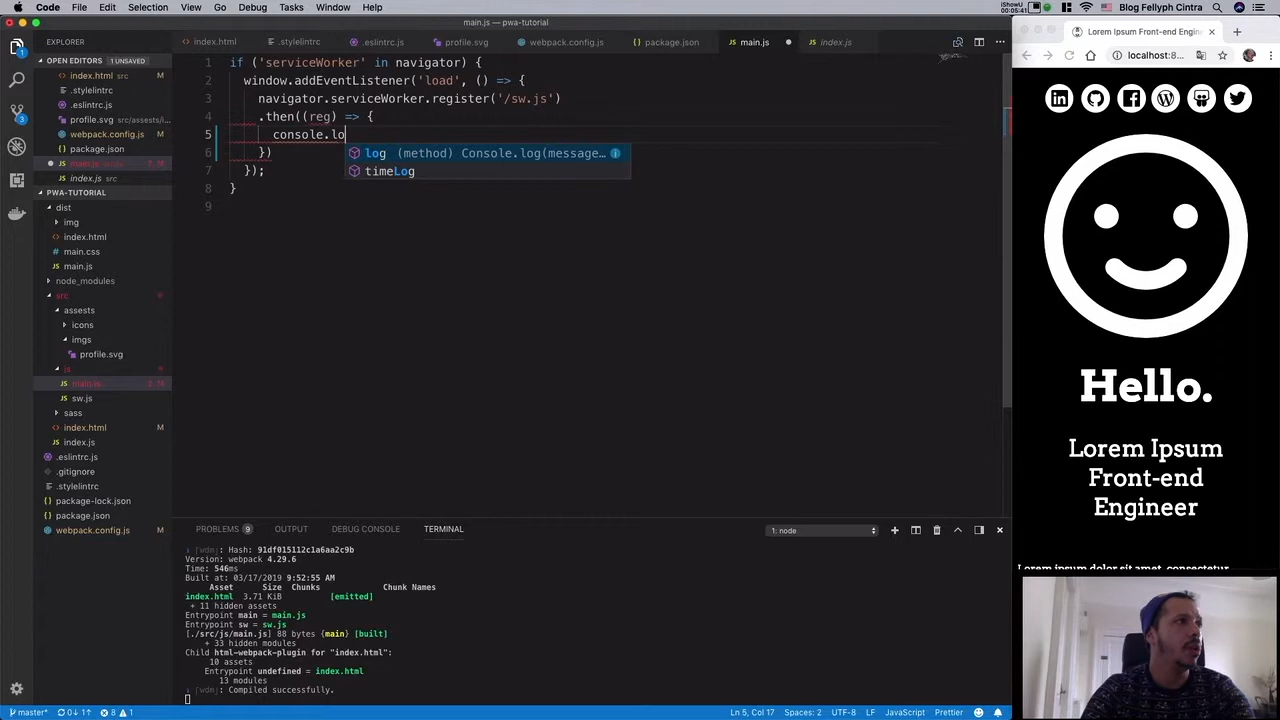 Code File Edit Selection View Go Debug Tasks Window Help
iShowU
00:05:41
Blog Fellyph Cintra
main.js — pwa-tutorial
EXPLORER
index.html
.stylelintrc
.eslintrc.js
profile.svg
webpack.config.js
package.json
main.js
index.js
Lorem Ipsum Front-end Engin
localhost:8...
OPEN EDITORS 1 UNSAVED
index.html src
.stylelintrc
.eslintrc.js
profile.svg src/assests/i...
webpack.config.js M
package.json
main.js
index.js src
PWA-TUTORIAL
dist
img
index.html
main.css
main.js
node_modules
src
assests
icons
imgs
profile.svg
js
main.js
sw.js
sass
index.html M
index.js
.eslintrc.js
.gitignore
.stylelintrc
package-lock.json
package.json
webpack.config.js M
1 if ('serviceWorker' in navigator) {
2 window.addEventListener('load', () => {
3 navigator.serviceWorker.register('/sw.js')
4 .then((reg) => {
5 console.lo
6 })
7 });
8 }
9
log (method) Console.log(message…
timeLog
PROBLEMS 9 OUTPUT DEBUG CONSOLE TERMINAL
1: node
ℹ ｢wdm｣: Hash: 91df015112c1a6aa2c9b
Version: webpack 4.29.6
Time: 546ms
Built at: 03/17/2019 9:52:55 AM
Asset Size Chunks Chunk Names
index.html 3.71 KiB [emitted]
+ 11 hidden assets
Entrypoint main = main.js
Entrypoint sw = sw.js
[./src/js/main.js] 88 bytes {main} [built]
+ 33 hidden modules
Child html-webpack-plugin for "index.html":
10 assets
Entrypoint undefined = index.html
13 modules
ℹ ｢wdm｣: Compiled successfully.
Hello.
Lorem Ipsum
Front-end
Engineer
Lorem ipsum dolor sit amet, consectetur
master* 0↓ 1↑ 8 1
Ln 5, Col 17 Spaces: 2 UTF-8 LF JavaScript Prettier